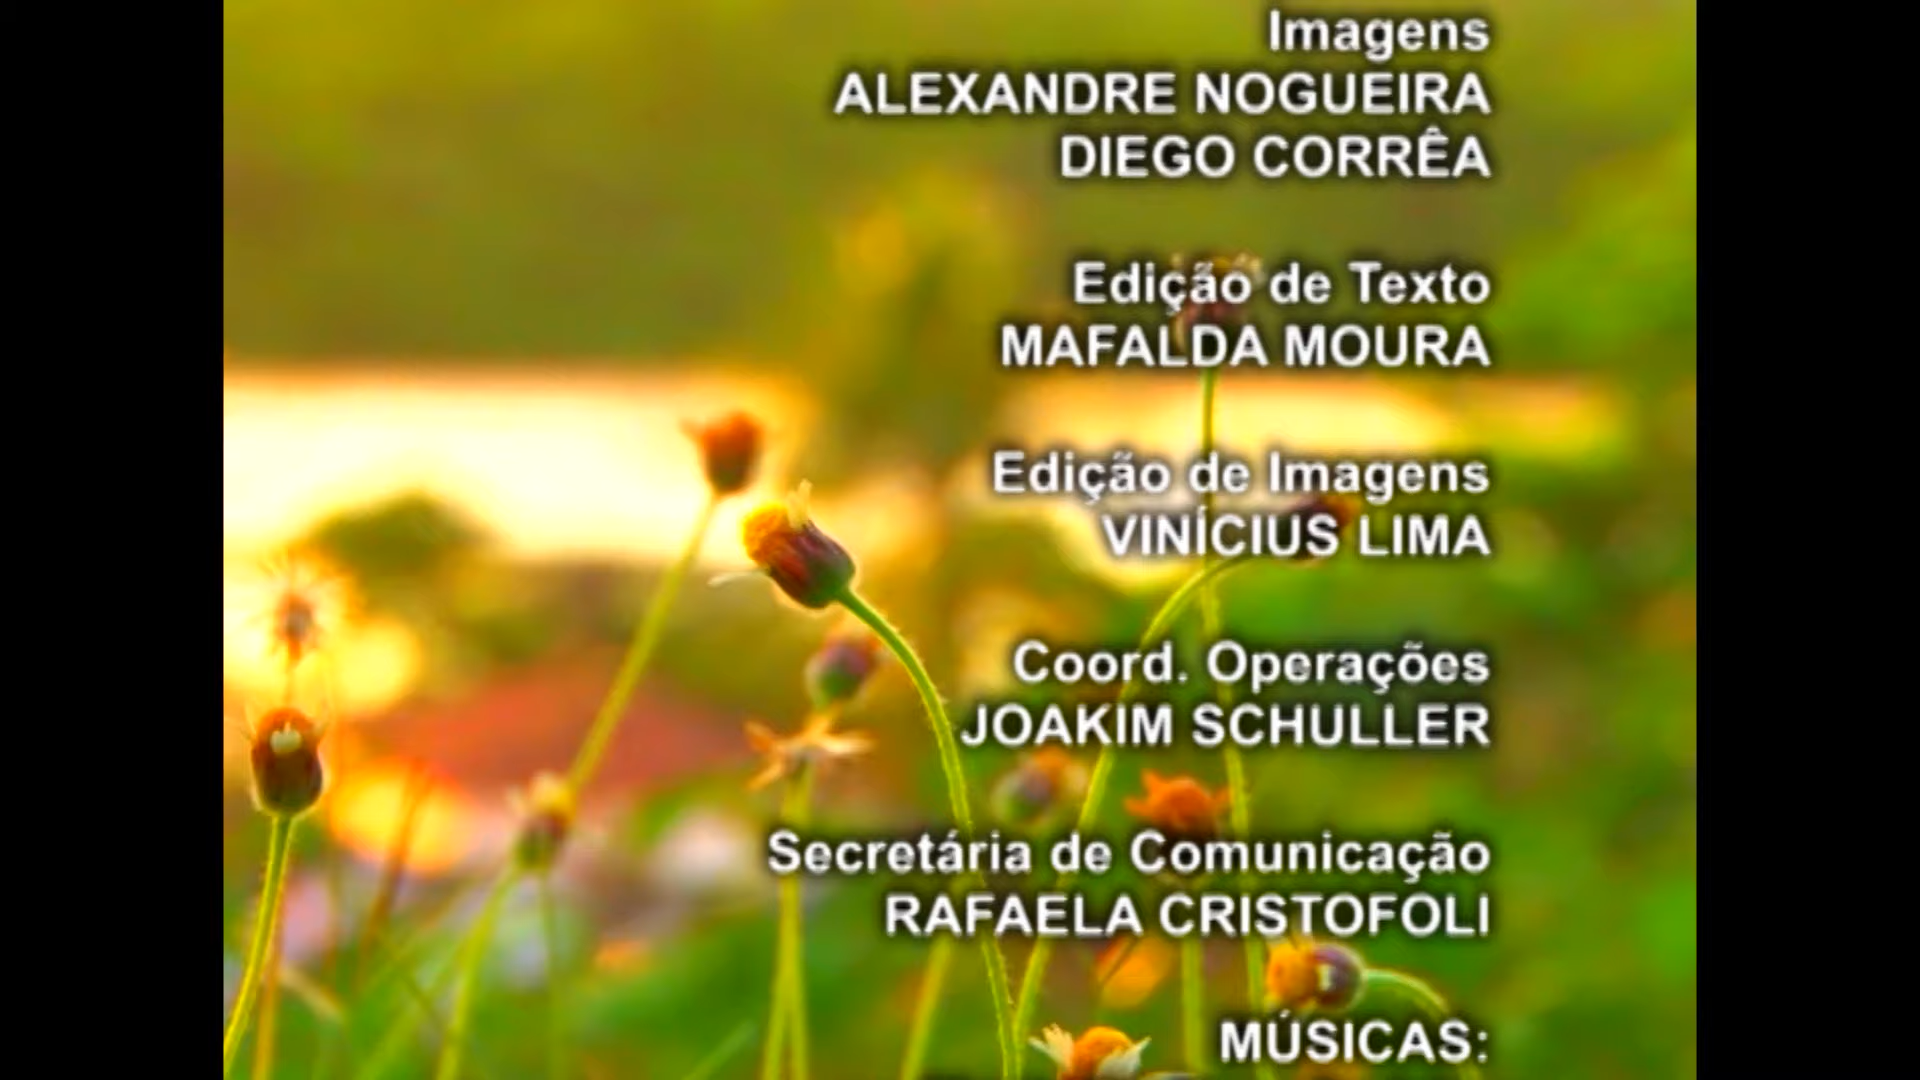 Imagens
ALEXANDRE NOGUEIRA
DIEGO CORRÊA
Edição de Texto
MAFALDA MOURA
Edição de Imagens
VINÍCIUS LIMA
Coord. Operações
JOAKIM SCHULLER
Secretária de Comunicação
RAFAELA CRISTOFOLI
MÚSICAS: